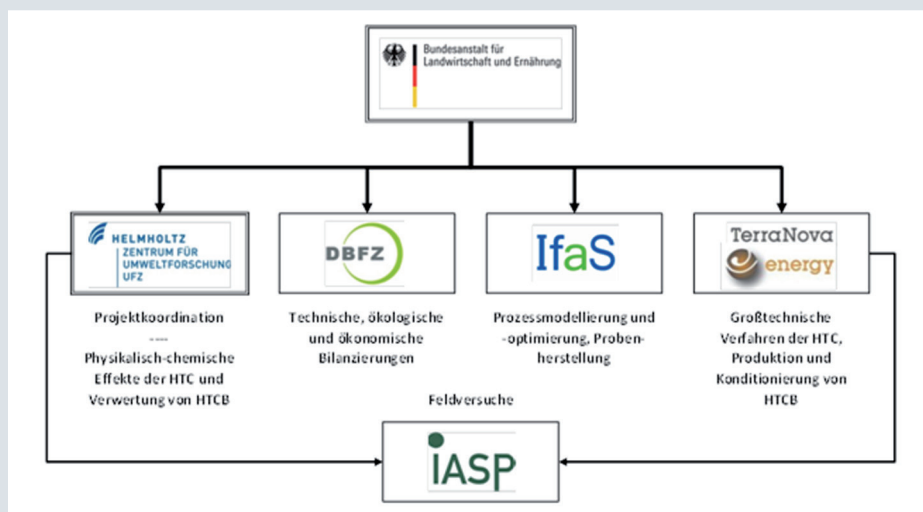 Bundesanstalt für
Landwirtschaft und Ernährung
HELMHOLTZ
ZENTRUM FÜR
UMWELTFORSCHUNG
UFZ
DBFZ
IfaS
TerraNova
energy
Projektkoordination
----
Physikalisch-chemische
Effekte der HTC und
Verwertung von HTCB
Technische, ökologische
und ökonomische
Bilanzierungen
Prozessmodellierung und
-optimierung, Proben-
herstellung
Großtechnische
Verfahren der HTC,
Produktion und
Konditionierung von
HTCB
Feldversuche
iASP